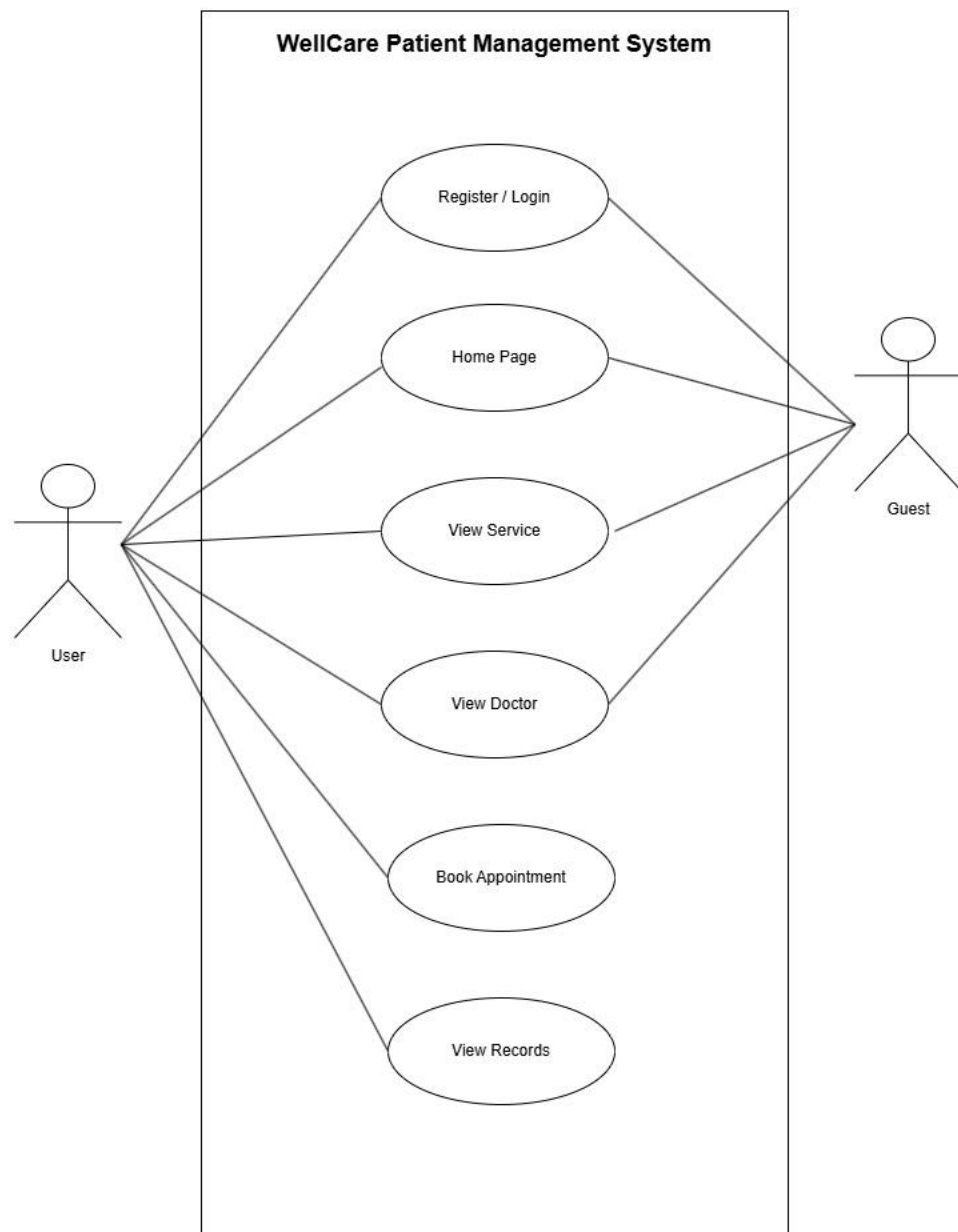 WellCare Patient Management System
Register / Login
Home Page
Guest
View Service
User
View Doctor
Book Appointment
View Records